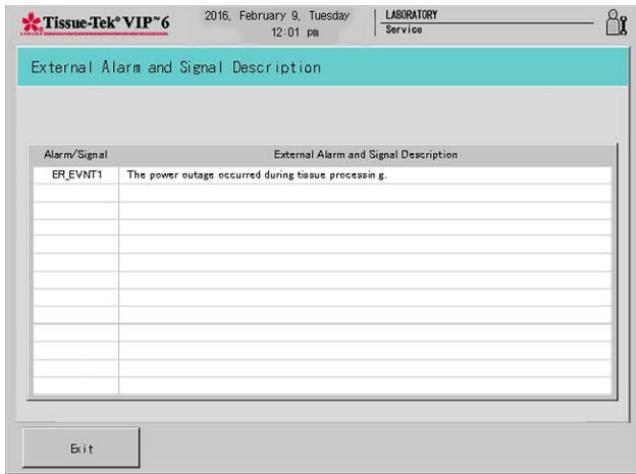 Tissue-Tek® VIP™6
2016, February 9, Tuesday
12:01 pm
LABORATORY
Service
External Alarm and Signal Description
Alarm/Signal External Alarm and Signal Description
ER_EVNT1 The power outage occurred during tissue processin g.
Exit